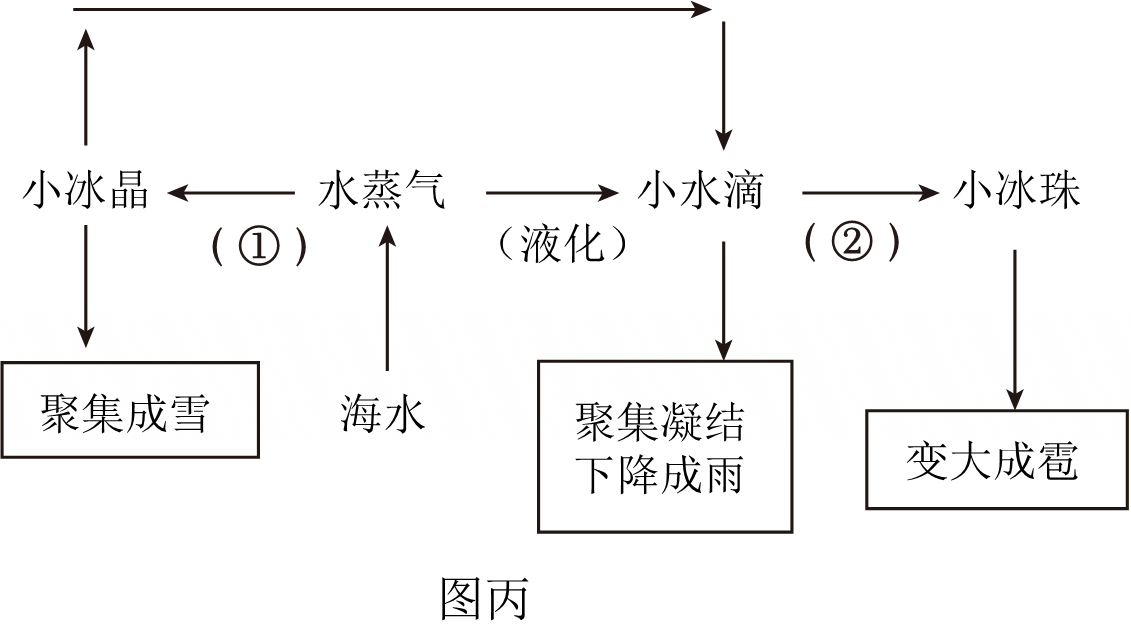 小冰晶
水蒸气
小水滴
小冰珠
(①)
(液化)
(②)
聚集成雪
海水
聚集凝结
下降成雨
变大成雹
图丙